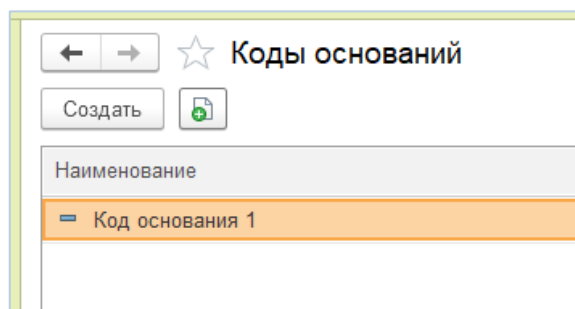 Коды оснований
Создать
Наименование
Код основания 1